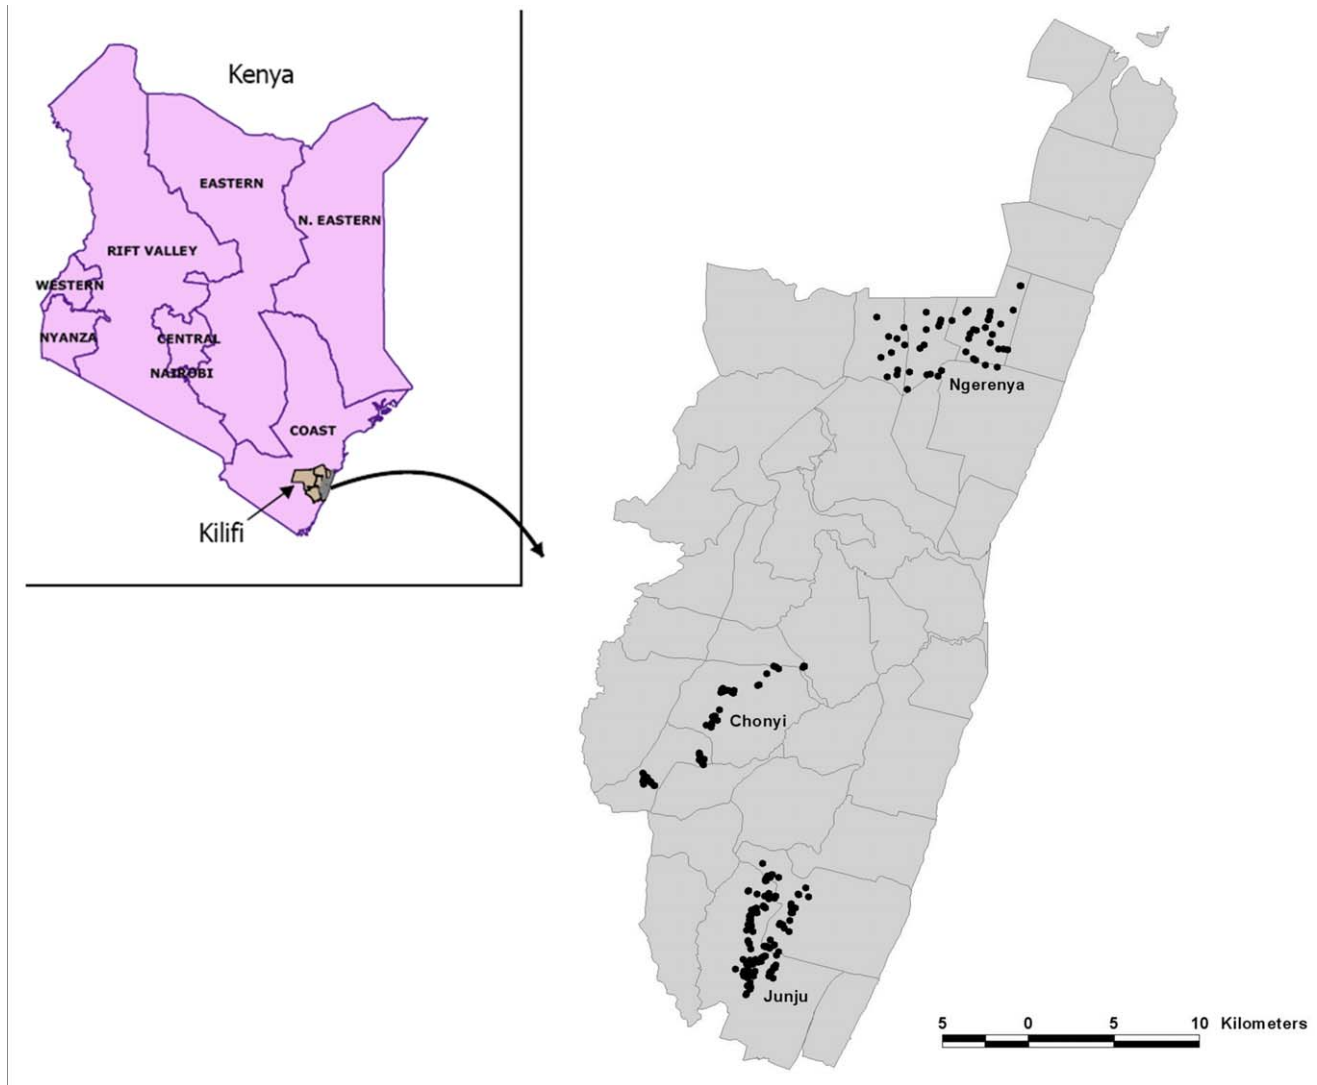 Kenya
EASTERN
N. EASTERN
RIFT VALLEY
WESTERN
NYANZA
CENTRAL
NAIROBI
COAST
Kilifi
Ngerenya
Chonyi
Junju
5 0 5 10 Kilometers